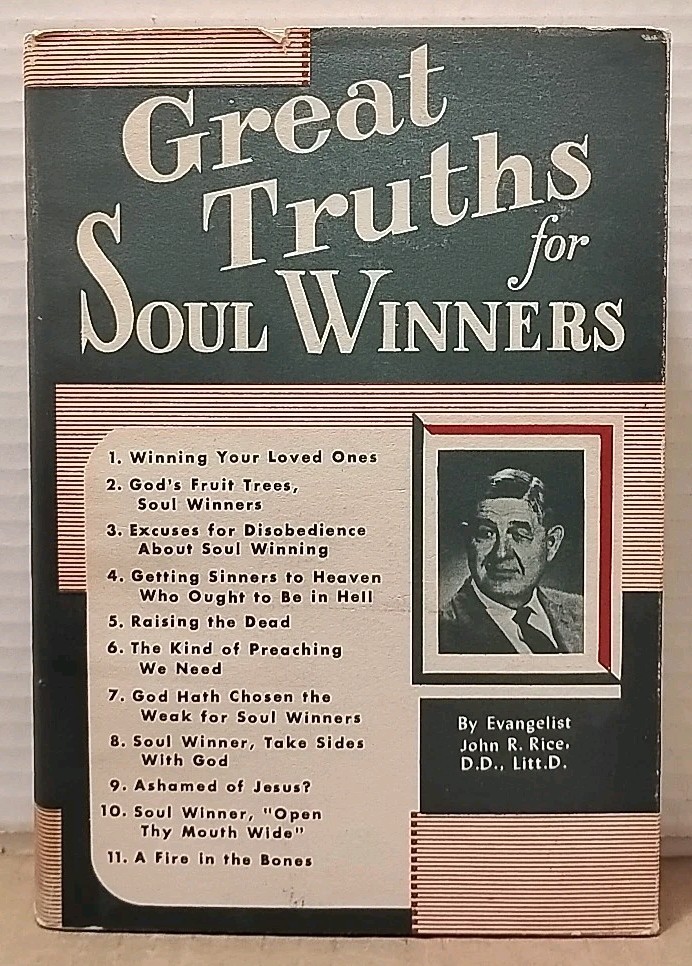 Great
Truths
for
SOUL WINNERS
1. Winning Your Loved Ones
2. God's Fruit Trees,
Soul Winners
3. Excuses for Disobedience
About Soul Winning
4. Getting Sinners to Heaven
Who Ought to Be in Hell
5. Raising the Dead
6. The Kind of Preaching
We Need
7. God Hath Chosen the
Weak for Soul Winners
8. Soul Winner, Take Sides
With God
9. Ashamed of Jesus?
10. Soul Winner, "Open
Thy Mouth Wide"
11. A Fire in the Bones
By Evangelist
John R. Rice,
D.D., Litt.D.